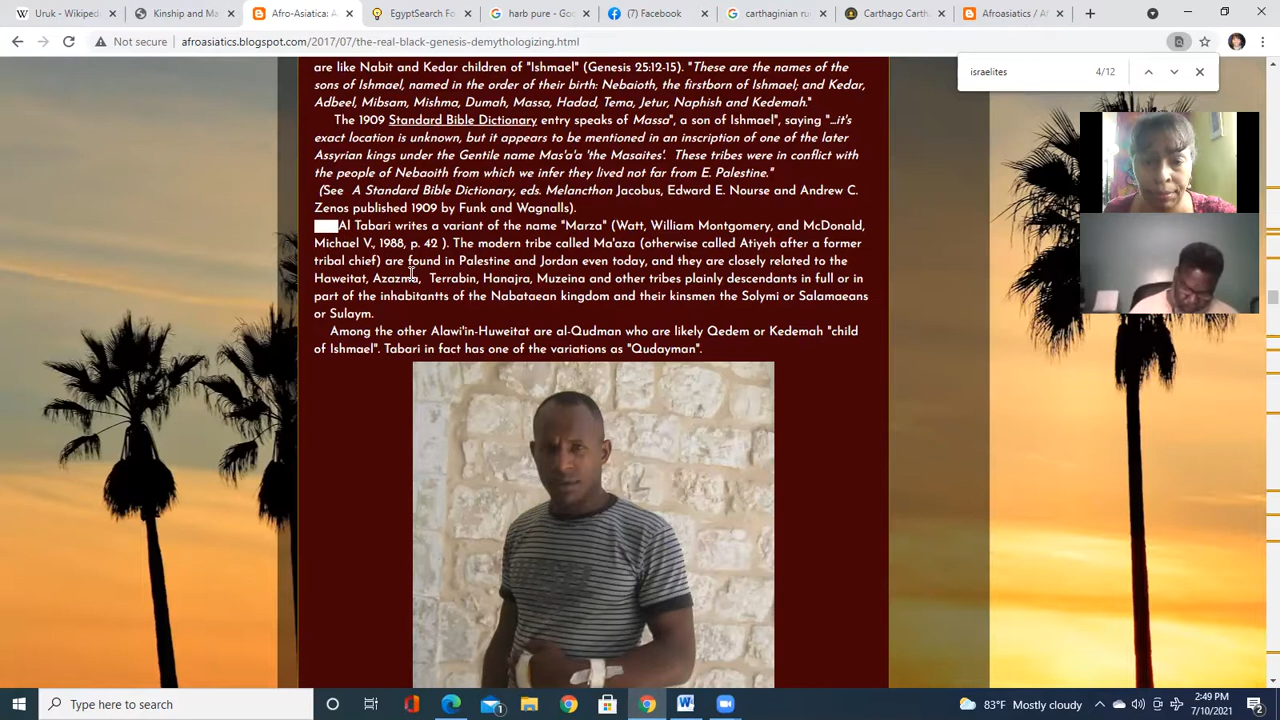 Uruk - Wikiped
Kinship and Ma
Afro-Asiatica: A
EgyptSearch Fo
harb pure - Goo
(7) Facebook
carthaginian ru
Carthago Carth
Afroasiatics / Af
Not secure | afroasiatics.blogspot.com/2017/07/the-real-black-genesis-demythologizing.html
israelites 4/12
are like Nabit and Kedar children of "Ishmael" (Genesis 25:12-15). "These are the names of the
sons of Ishmael, named in the order of their birth: Nebaioth, the firstborn of Ishmael; and Kedar,
Adbeel, Mibsam, Mishma, Dumah, Massa, Hadad, Tema, Jetur, Naphish and Kedemah."
The 1909 Standard Bible Dictionary entry speaks of Massa", a son of Ishmael", saying "...it's
exact location is unknown, but it appears to be mentioned in an inscription of one of the later
Assyrian kings under the Gentile name Mas'a'a 'the Masaites'. These tribes were in conflict with
the people of Nebaoith from which we infer they lived not far from E. Palestine."
(See A Standard Bible Dictionary, eds. Melancthon Jacobus, Edward E. Nourse and Andrew C.
Zenos published 1909 by Funk and Wagnalls).
Al Tabari writes a variant of the name "Marza" (Watt, William Montgomery, and McDonald,
Michael V., 1988, p. 42 ). The modern tribe called Ma'aza (otherwise called Atiyeh after a former
tribal chief) are found in Palestine and Jordan even today, and they are closely related to the
Haweitat, Azazma, Terrabin, Hanajra, Muzeina and other tribes plainly descendants in full or in
part of the inhabitantts of the Nabataean kingdom and their kinsmen the Solymi or Salamaeans
or Sulaym.
Among the other Alawi'in-Huweitat are al-Qudman who are likely Qedem or Kedemah "child
of Ishmael". Tabari in fact has one of the variations as "Qudayman".
Type here to search
83°F Mostly cloudy
2:49 PM
7/10/2021